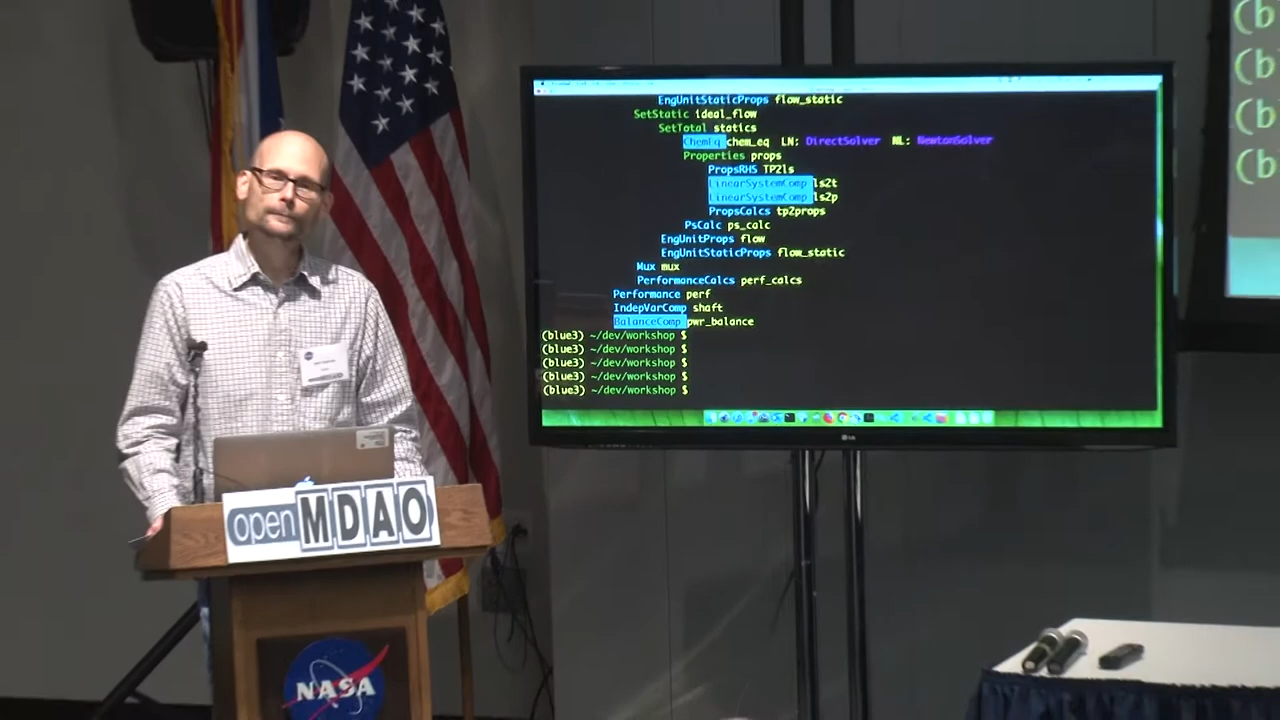 EngUnitStaticProps flow_static
SetStatic ideal_flow
SetTotal statics
ChemEq chem_eq LN: DirectSolver NL: NewtonSolver
Properties props
PropsRHS TP2ls
LinearSystemComp ls2t
LinearSystemComp ls2p
PropsCalcs tp2props
PsCalc ps_calc
EngUnitProps flow
EngUnitStaticProps flow_static
Mux mux
PerformanceCalcs perf_calcs
Performance perf
IndepVarComp shaft
BalanceComp pwr_balance
(blue3) ~/dev/workshop $
(blue3) ~/dev/workshop $
(blue3) ~/dev/workshop $
(blue3) ~/dev/workshop $
(blue3) ~/dev/workshop $
(b
(b
(b
(b
LG
openMDAO
NASA